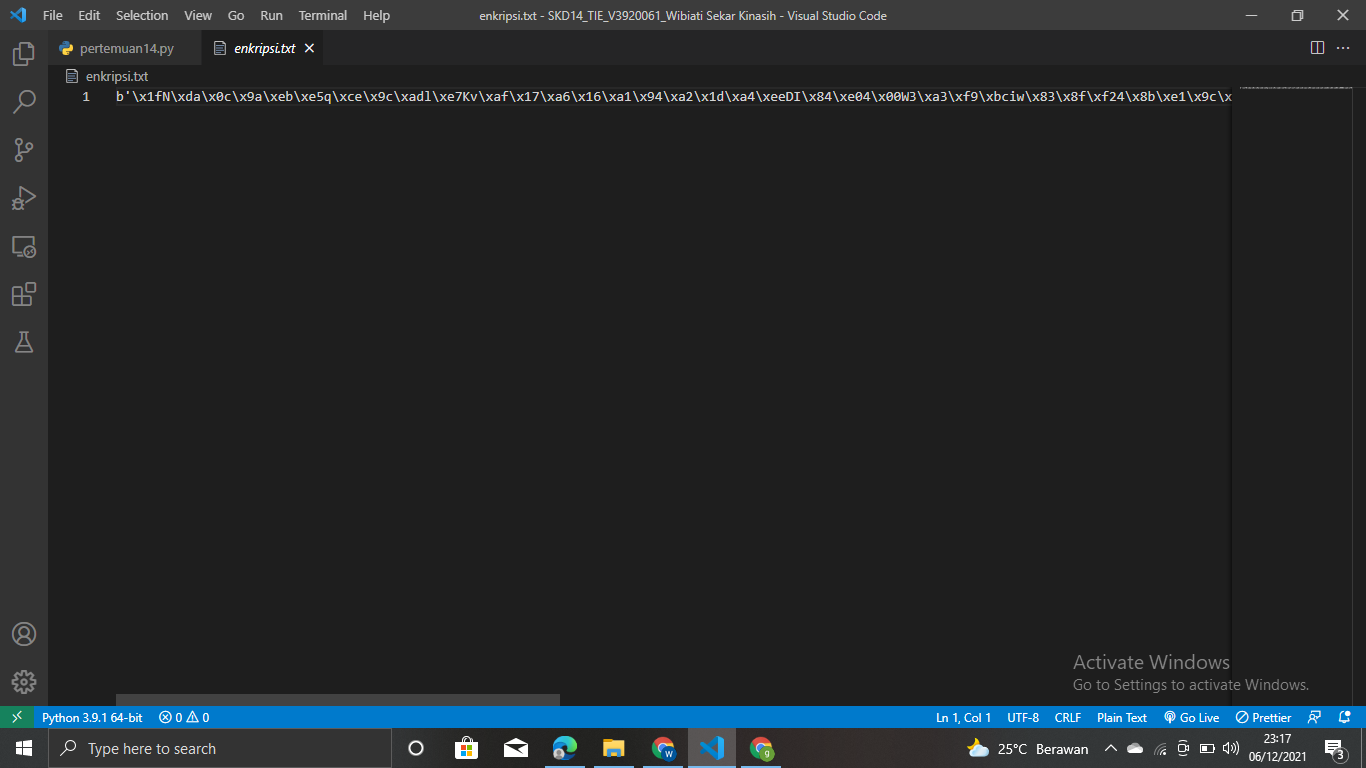 File Edit Selection View Go Run Terminal Help enkripsi.txt - SKD14_TIE_V3920061_Wibiati Sekar Kinasih - Visual Studio Code
pertemuan14.py enkripsi.txt
enkripsi.txt
1 b'\x1fN\xda\x0c\x9a\xeb\xe5q\xce\x9c\xadl\xe7Kv\xaf\x17\xa6\x16\xa1\x94\xa2\x1d\xa4\xeeDI\x84\xe04\x00W3\xa3\xf9\xbciw\x83\x8f\xf24\x8b\xe1\x9c\x
Activate Windows
Go to Settings to activate Windows.
Python 3.9.1 64-bit 0 0 Ln 1, Col 1 UTF-8 CRLF Plain Text Go Live Prettier
Type here to search 25°C Berawan 23:17
06/12/2021 3